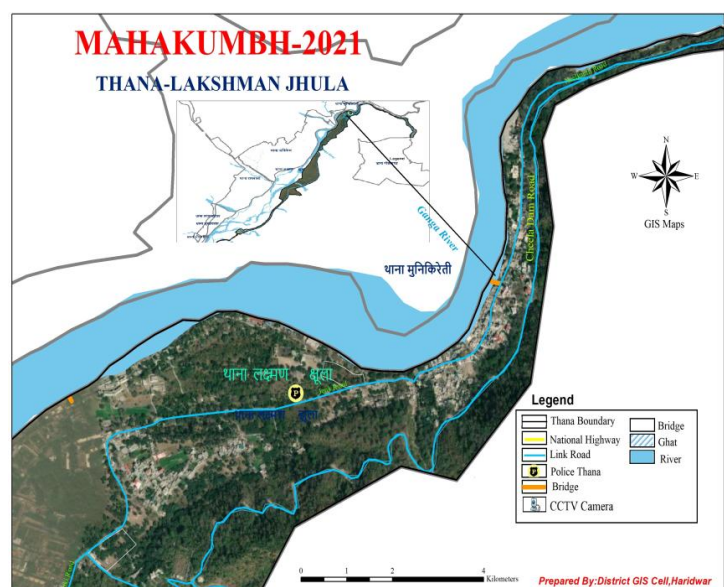 MAHAKUMBH-2021
THANA-LAKSHMAN JHULA
Ganga River
थाना मुनिकिरेती
Cheela Dam Road
N
W E
S
GIS Maps
थाना लक्ष्मण झूला
P
Legend
Thana Boundary
National Highway
Link Road
Police Thana
Bridge
CCTV Camera
Bridge
Ghat
River
0 1 2 4
Kilometers
Prepared By:District GIS Cell,Haridwar